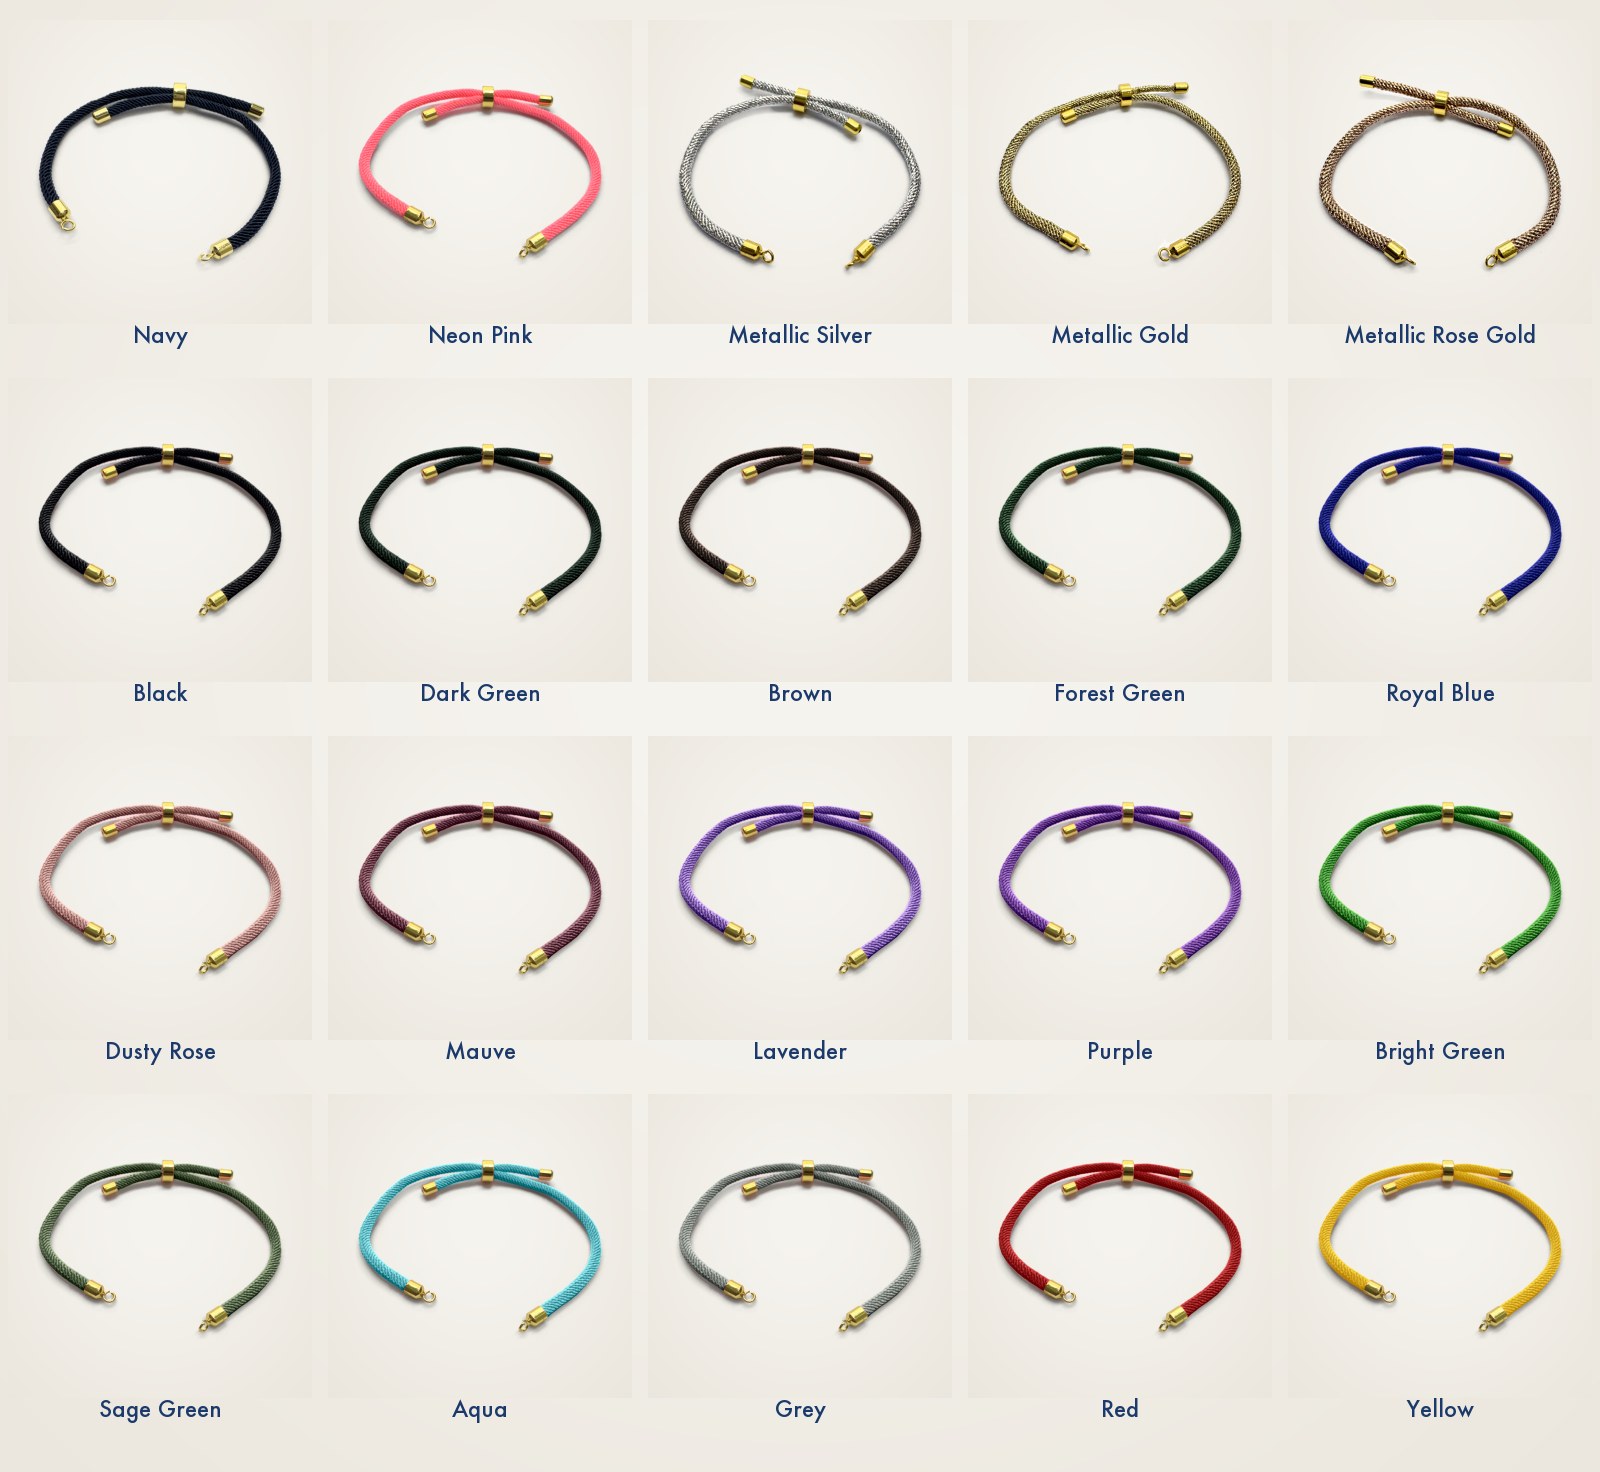 Navy
Neon Pink
Metallic Silver
Metallic Gold
Metallic Rose Gold
Black
Dark Green
Brown
Forest Green
Royal Blue
Dusty Rose
Mauve
Lavender
Purple
Bright Green
Sage Green
Aqua
Grey
Red
Yellow